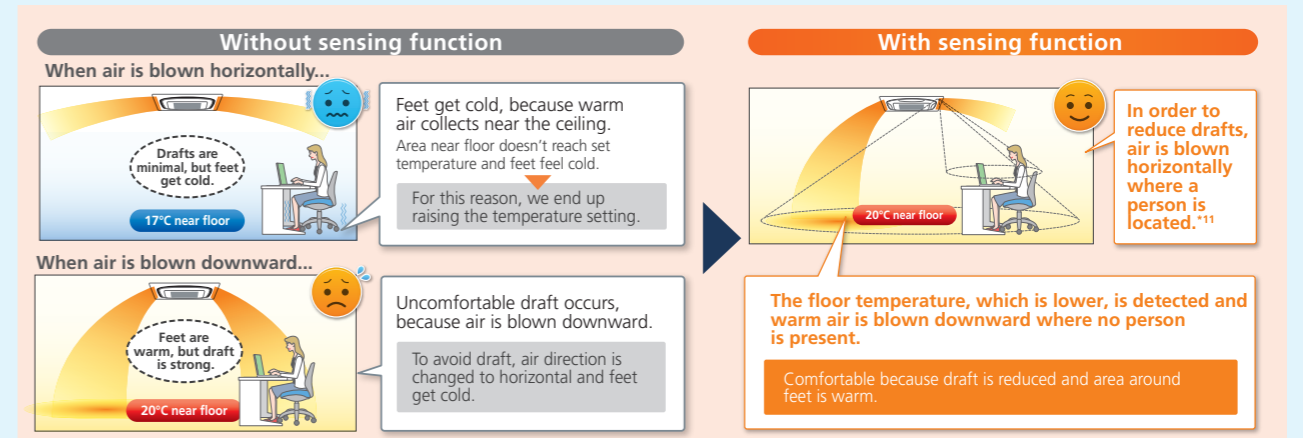 Without sensing function
When air is blown horizontally...
Drafts are
minimal, but feet
get cold.
17°C near floor
Feet get cold, because warm
air collects near the ceiling.
Area near floor doesn't reach set
temperature and feet feel cold.
For this reason, we end up
raising the temperature setting.
When air is blown downward...
Feet are
warm, but draft
is strong.
20°C near floor
Uncomfortable draft occurs,
because air is blown downward.
To avoid draft, air direction is
changed to horizontal and feet
get cold.
With sensing function
20°C near floor
In order to
reduce drafts,
air is blown
horizontally
where a
person is
located.*11
The floor temperature, which is lower, is detected and
warm air is blown downward where no person
is present.
Comfortable because draft is reduced and area around
feet is warm.